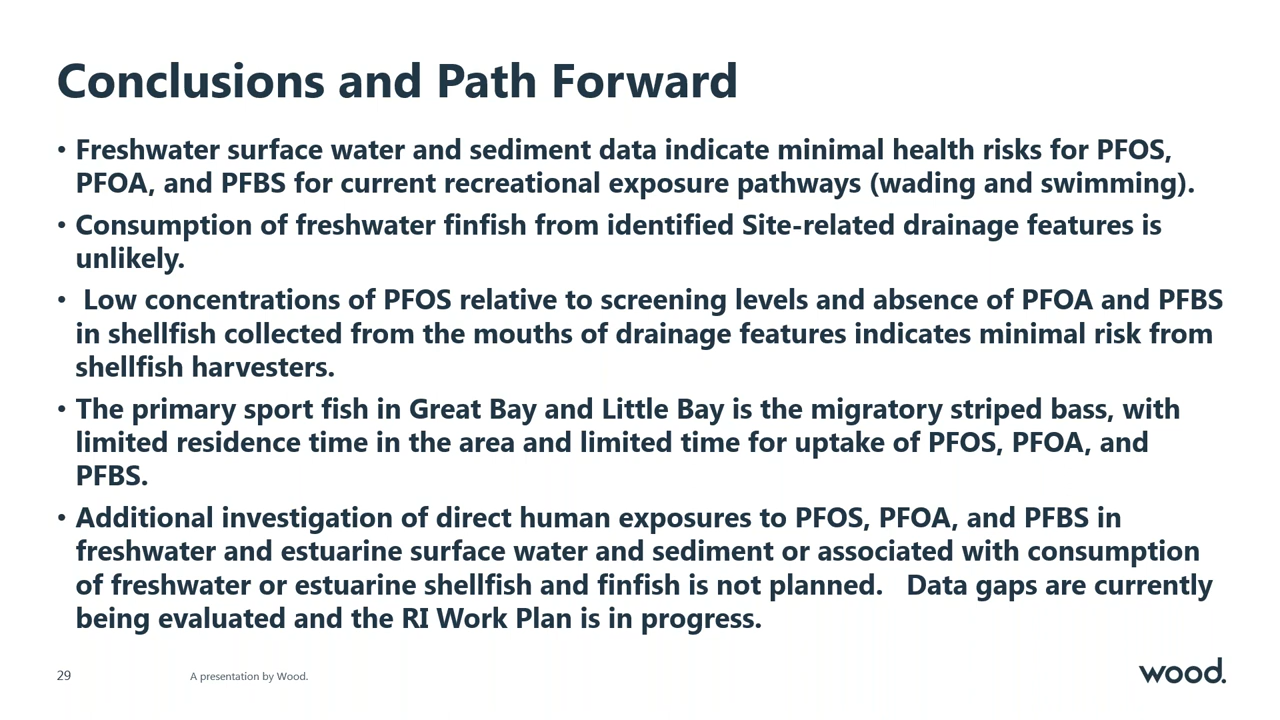 Conclusions and Path Forward
• Freshwater surface water and sediment data indicate minimal health risks for PFOS,
PFOA, and PFBS for current recreational exposure pathways (wading and swimming).
• Consumption of freshwater finfish from identified Site-related drainage features is
unlikely.
• Low concentrations of PFOS relative to screening levels and absence of PFOA and PFBS
in shellfish collected from the mouths of drainage features indicates minimal risk from
shellfish harvesters.
• The primary sport fish in Great Bay and Little Bay is the migratory striped bass, with
limited residence time in the area and limited time for uptake of PFOS, PFOA, and
PFBS.
• Additional investigation of direct human exposures to PFOS, PFOA, and PFBS in
freshwater and estuarine surface water and sediment or associated with consumption
of freshwater or estuarine shellfish and finfish is not planned.   Data gaps are currently
being evaluated and the RI Work Plan is in progress.
29
A presentation by Wood.
wood.